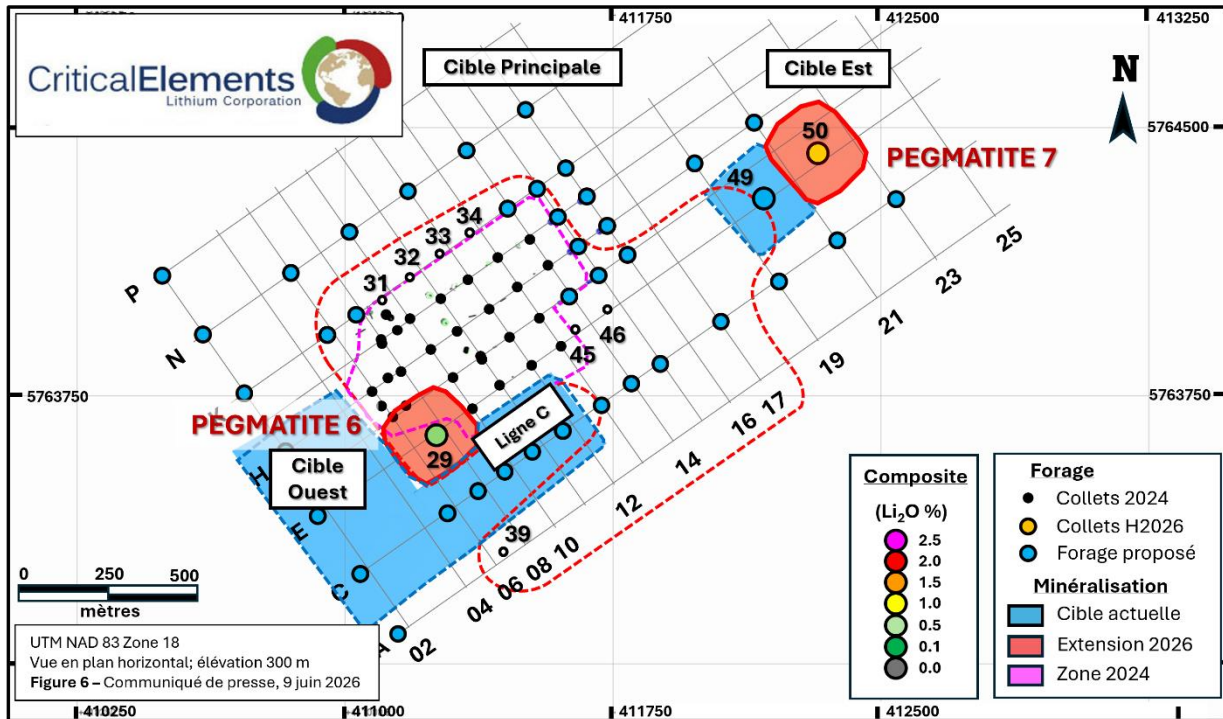 411750
412500
413250
CriticalElements
Lithium Corporation
Cible Principale
Cible Est
N
5764500
50
PEGMATITE 7
49
34
33
32
31
25
23
21
19
17
16
14
12
10
08
06
04
02
P
N
46
45
5763750
PEGMATITE 6
Ligne C
29
Cible
Ouest
H
E
C
A
39
0 250 500
mètres
UTM NAD 83 Zone 18
Vue en plan horizontal; élévation 300 m
Figure 6 – Communiqué de presse, 9 juin 2026
Composite
(Li₂O %)
2.5
2.0
1.5
1.0
0.5
0.1
0.0
Forage
Collets 2024
Collets H2026
Forage proposé
Minéralisation
Cible actuelle
Extension 2026
Zone 2024
410250
411000
411750
412500